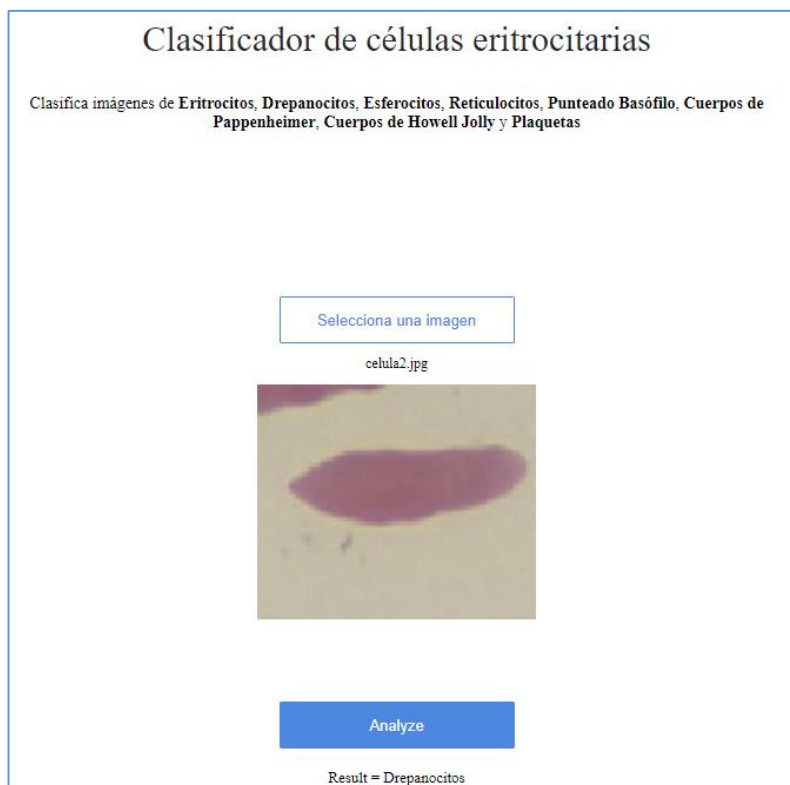 Clasificador de células eritrocitarias
Clasifica imágenes de Eritrocitos, Drepanocitos, Esferocitos, Reticulocitos, Punteado Basófilo, Cuerpos de
Pappenheimer, Cuerpos de Howell Jolly y Plaquetas
Selecciona una imagen
celula2.jpg
Analyze
Result = Drepanocitos